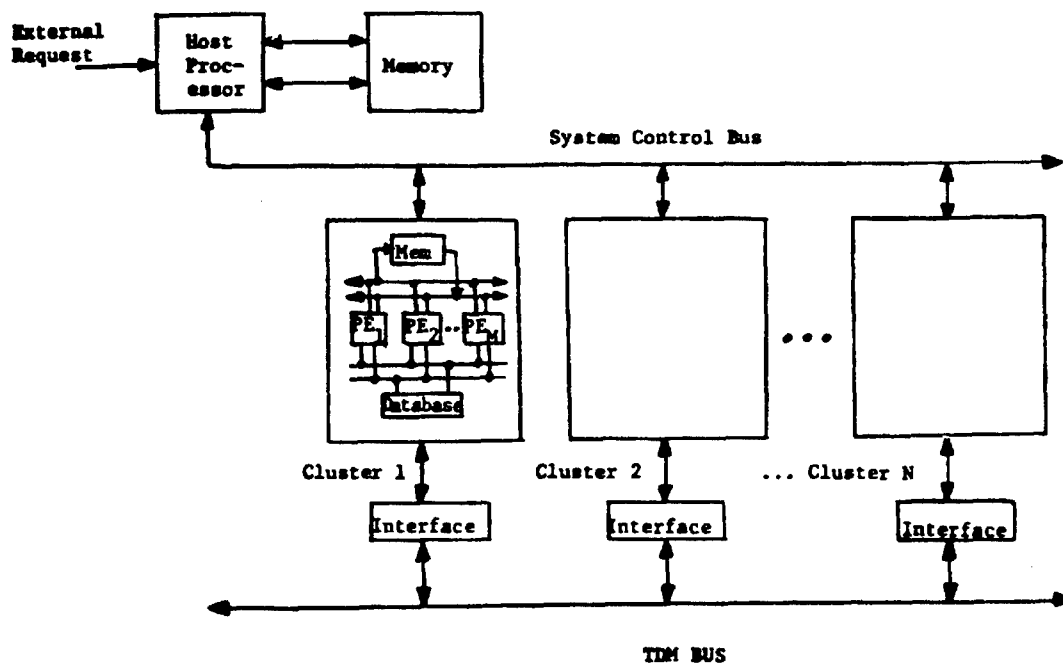 External
Request
Host
Proc-
essor
Memory
System Control Bus
Mem
PE1
PE2
..
PEM
Database
Cluster 1
Cluster 2
... Cluster N
Interface
Interface
Interface
TDM BUS